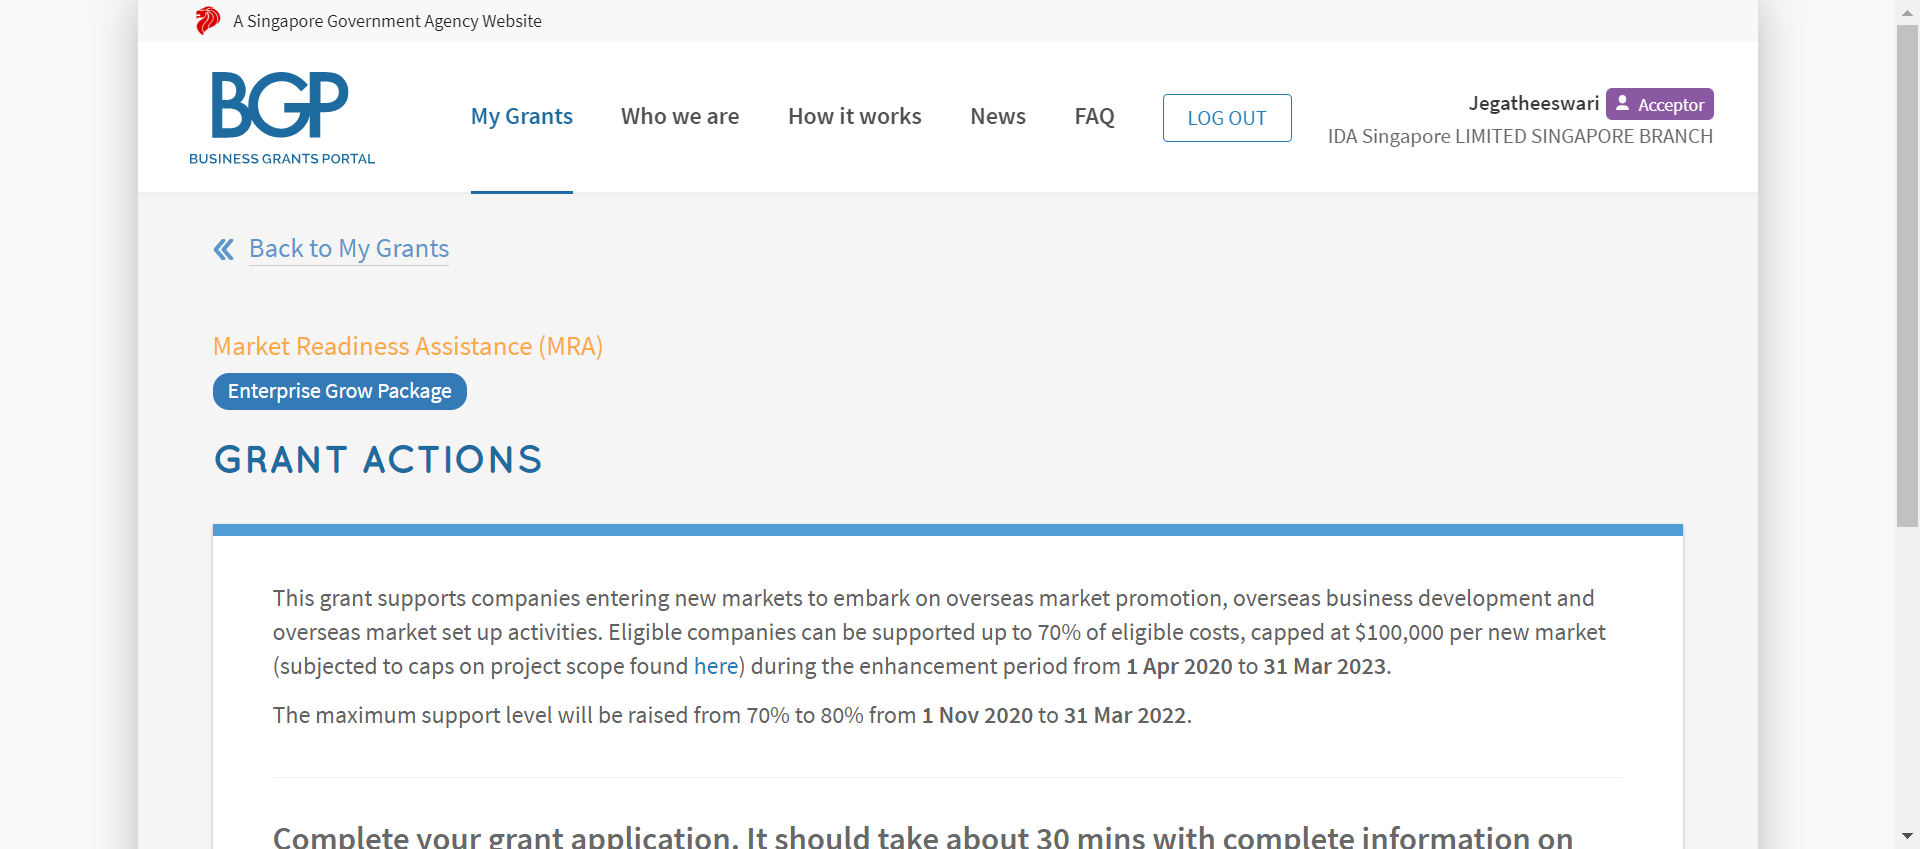 A Singapore Government Agency Website
BGP
BUSINESS GRANTS PORTAL
My Grants
Who we are
How it works
News
FAQ
LOG OUT
Jegatheeswari Acceptor
IDA Singapore LIMITED SINGAPORE BRANCH
Back to My Grants
Market Readiness Assistance (MRA)
Enterprise Grow Package
GRANT ACTIONS
This grant supports companies entering new markets to embark on overseas market promotion, overseas business development and
overseas market set up activities. Eligible companies can be supported up to 70% of eligible costs, capped at $100,000 per new market
(subjected to caps on project scope found here) during the enhancement period from 1 Apr 2020 to 31 Mar 2023.
The maximum support level will be raised from 70% to 80% from 1 Nov 2020 to 31 Mar 2022.
Complete your grant application. It should take about 30 mins with complete information on